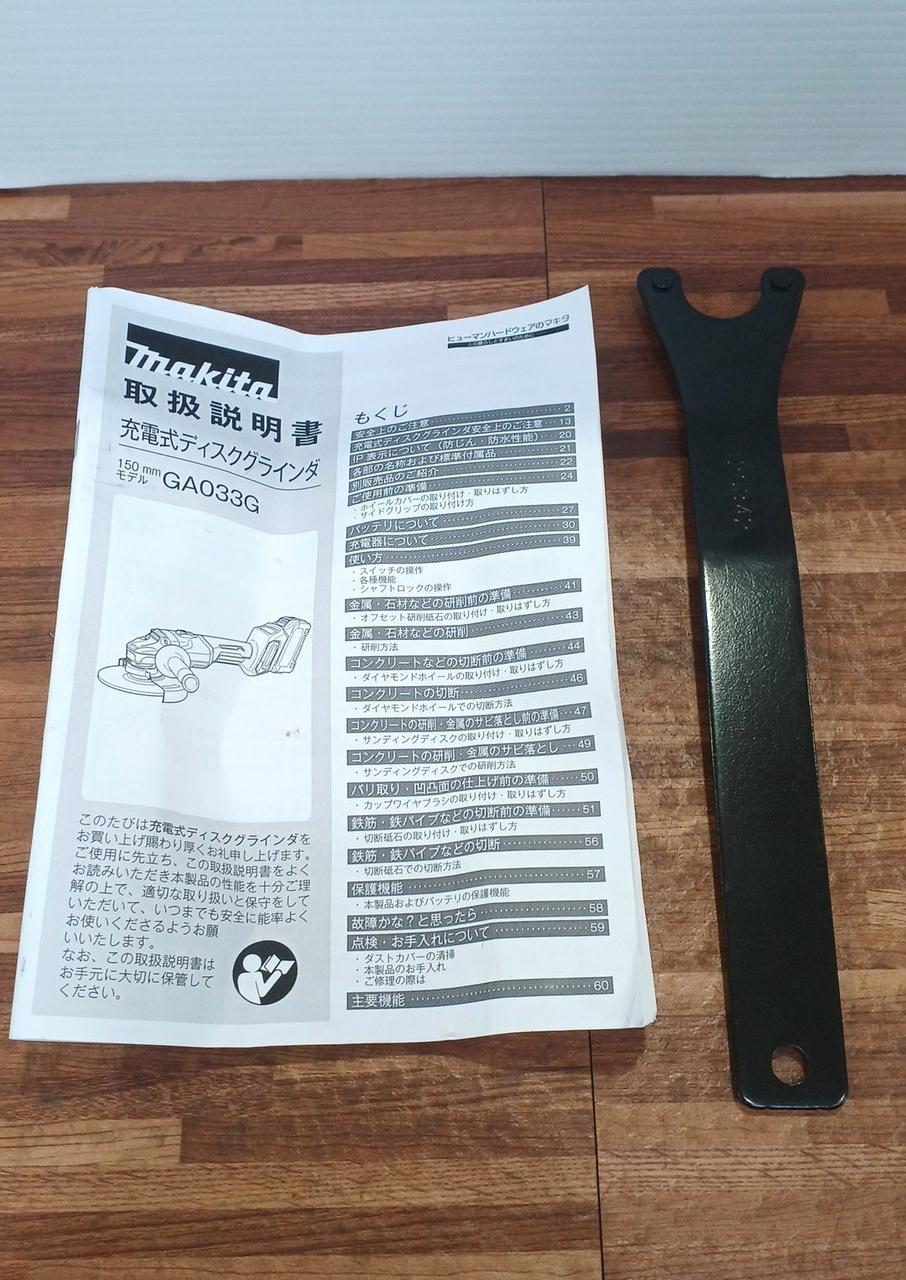 makita
取扱説明書
充電式ディスクグラインダ
150 mm
モデル GA033G
このたびは充電式ディスクグラインダを
お買い上げ賜わり厚くお礼申し上げます。
ご使用に先立ち、この取扱説明書をよく
お読みいただき本製品の性能を十分ご理
解の上で、適切な取り扱いと保守をして
いただいて、いつまでも安全に能率よく
お使いくださるようお願
いいたします。
なお、この取扱説明書は
お手元に大切に保管して
ください。
ヒューマンハードウェアのマキタ
人の暮らしとすまいのために
もくじ
安全上のご注意 2
充電式ディスクグラインダ安全上のご注意 13
IP 表示について（防じん・防水性能） 20
各部の名称および標準付属品 21
別販売品のご紹介 22
ご使用前の準備 24
・ホイールカバーの取り付け・取りはずし方
・サイドグリップの取り付け方
バッテリについて 27
充電器について 30
使い方 39
・スイッチの操作
・各種機能
・シャフトロックの操作
金属・石材などの研削前の準備 41
・オフセット研削砥石の取り付け・取りはずし方
金属・石材などの研削 43
・研削方法
コンクリートなどの切断前の準備 44
・ダイヤモンドホイールの取り付け・取りはずし方
コンクリートの切断 46
・ダイヤモンドホイールでの切断方法
コンクリートの研削・金属のサビ落とし前の準備 47
・サンディングディスクの取り付け・取りはずし方
コンクリートの研削・金属のサビ落とし 49
・サンディングディスクでの研削方法
バリ取り・凹凸面の仕上げ前の準備 50
・カップワイヤブラシの取り付け・取りはずし方
鉄筋・鉄パイプなどの切断前の準備 51
・切断砥石の取り付け・取りはずし方
鉄筋・鉄パイプなどの切断 56
・切断砥石での切断方法
保護機能 57
・本製品およびバッテリの保護機能
故障かな？と思ったら 58
点検・お手入れについて 59
・ダストカバーの清掃
・本製品のお手入れ
・ご修理の際は
主要機能 60